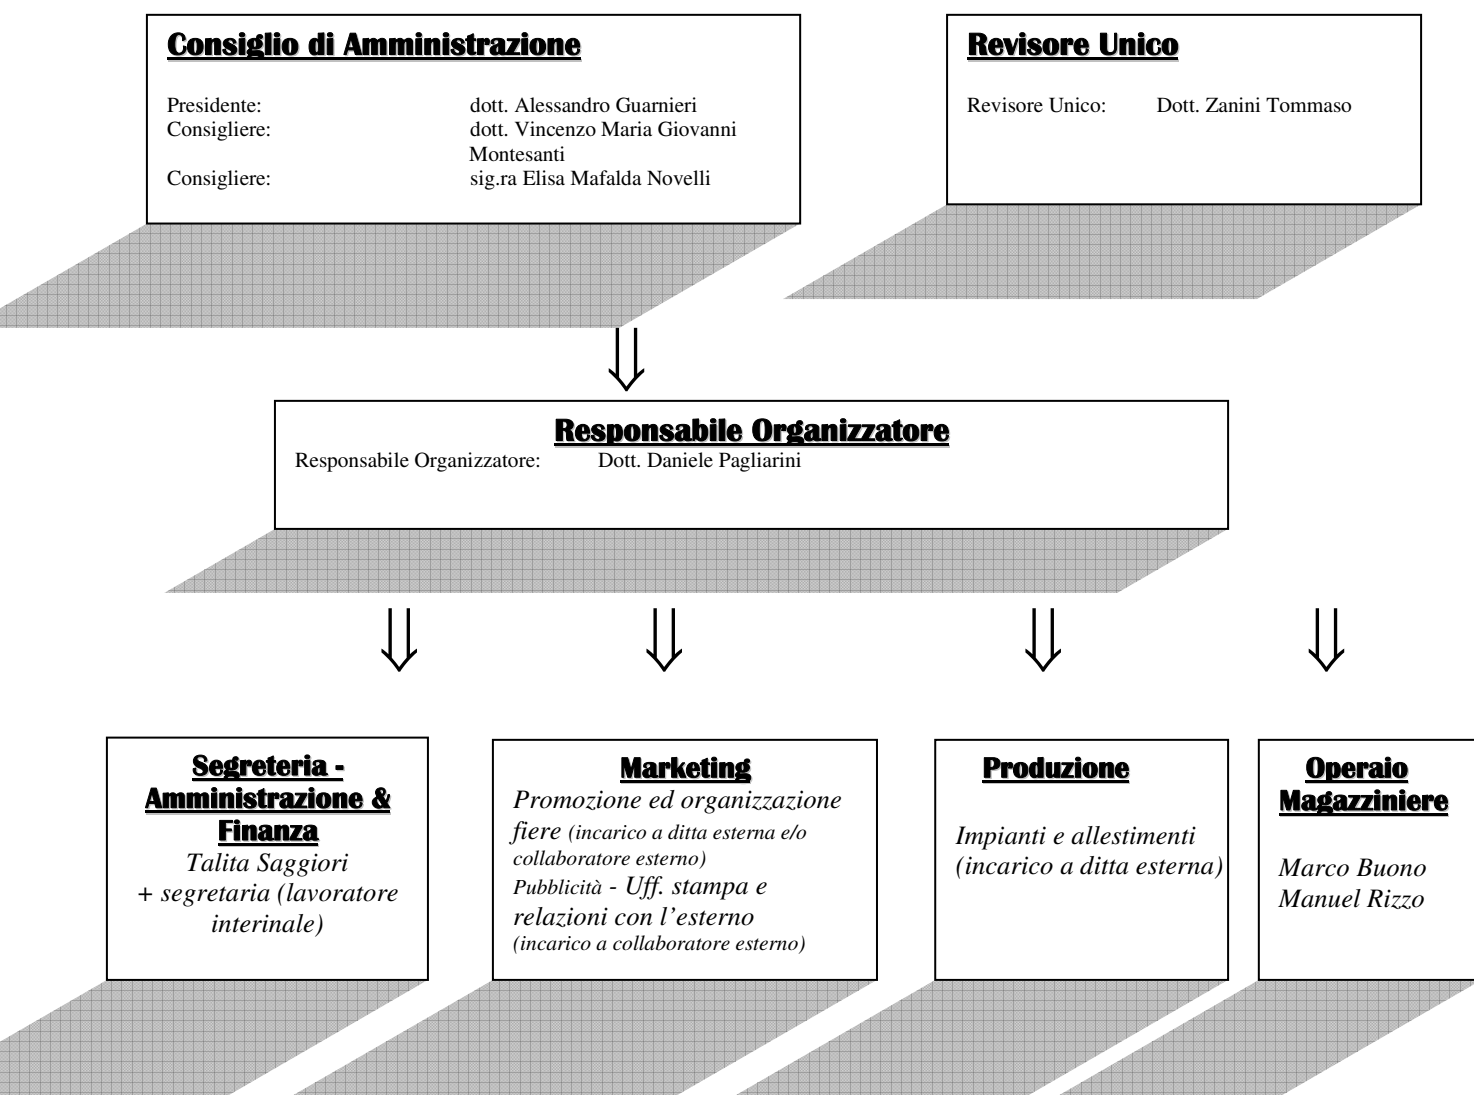 Consiglio di Amministrazione
Presidente: dott. Alessandro Guarnieri
Consigliere: dott. Vincenzo Maria Giovanni
Montesanti
Consigliere: sig.ra Elisa Mafalda Novelli
Revisore Unico
Revisore Unico: Dott. Zanini Tommaso
Responsabile Organizzatore
Responsabile Organizzatore: Dott. Daniele Pagliarini
Segreteria -
Amministrazione &
Finanza
Talita Saggiori
+ segretaria (lavoratore
interinale)
Marketing
Promozione ed organizzazione
fiere (incarico a ditta esterna e/o
collaboratore esterno)
Pubblicità - Uff. stampa e
relazioni con l'esterno
(incarico a collaboratore esterno)
Produzione
Impianti e allestimenti
(incarico a ditta esterna)
Operaio
Magazziniere
Marco Buono
Manuel Rizzo